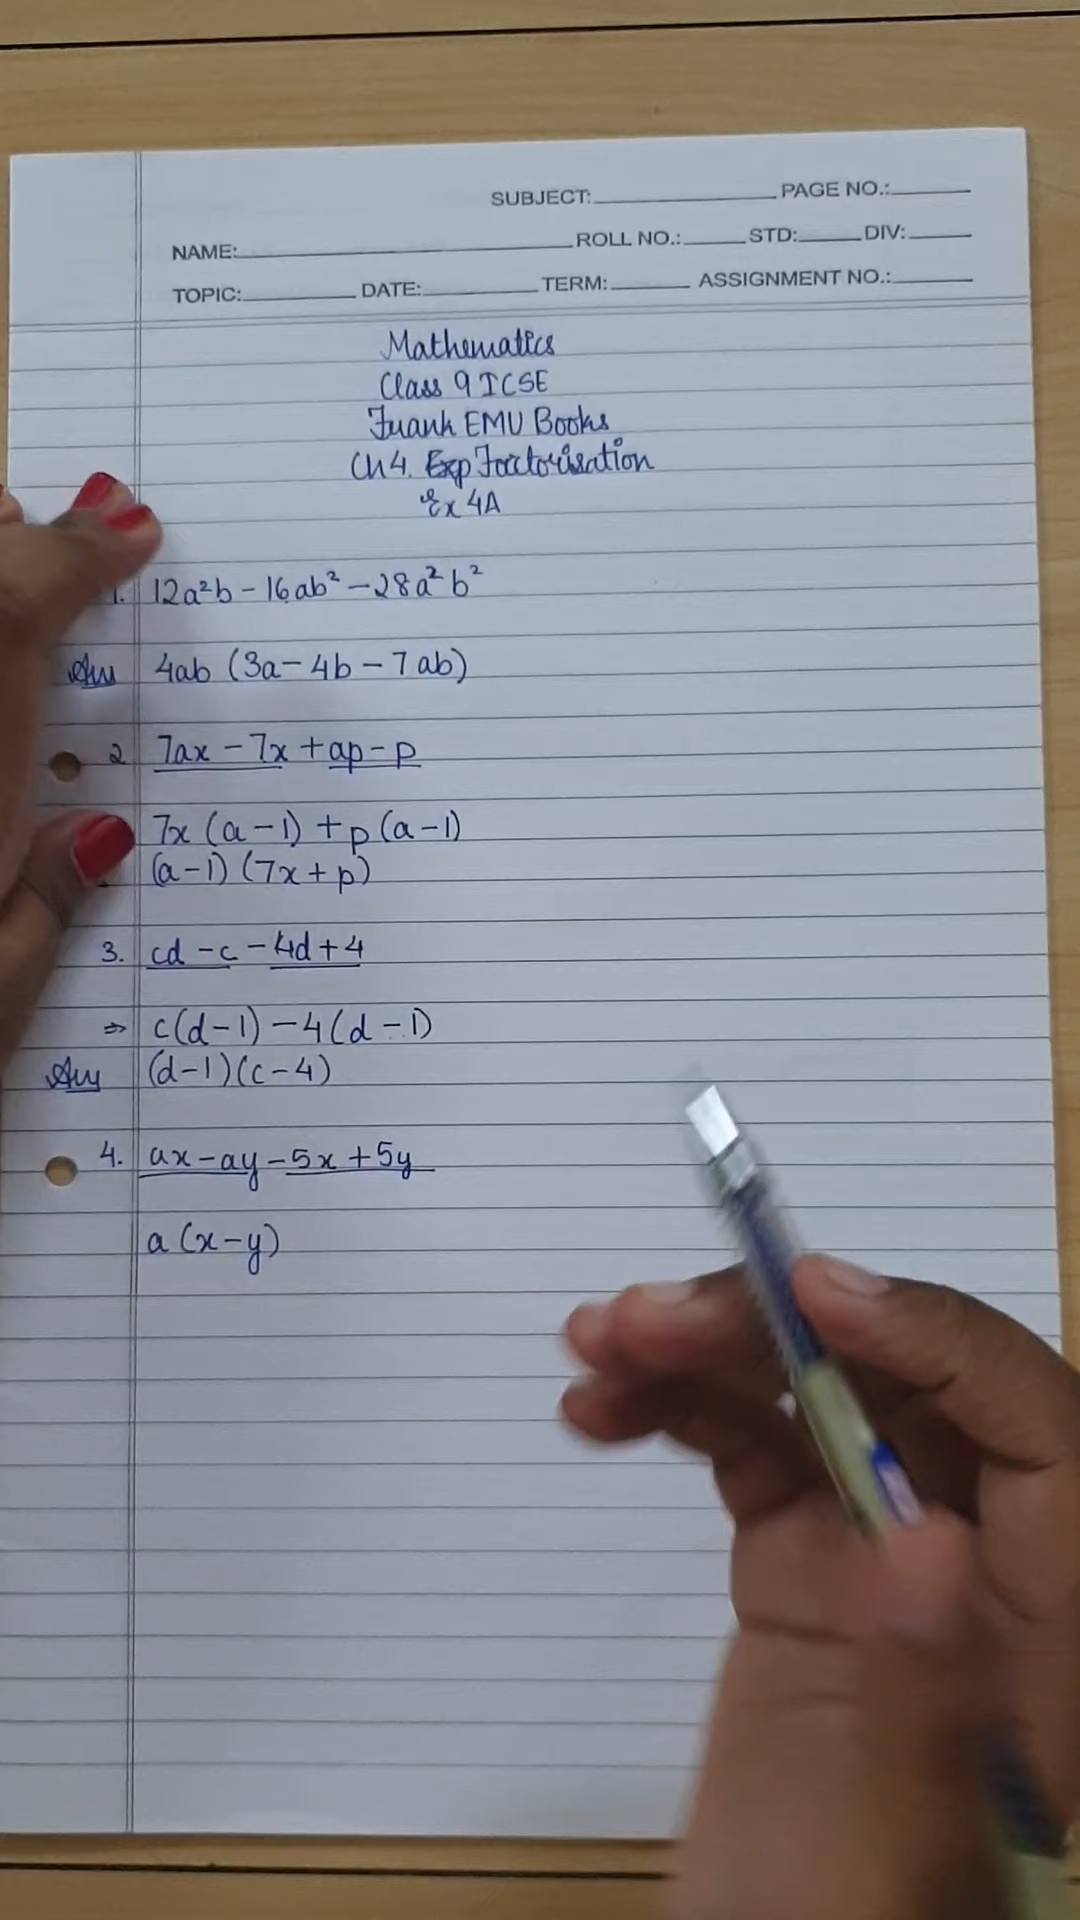 SUBJECT: PAGE NO.:
NAME: ROLL NO.: STD: DIV:
TOPIC: DATE: TERM: ASSIGNMENT NO.:
Mathematics
Class 9 ICSE
Frank EMU Books
Ch 4. Exp Factorisation
Ex 4A
1. 12a²b - 16ab² - 28a²b²
Ans 4ab (3a - 4b - 7ab)
2 7ax - 7x + ap - p
7x (a - 1) + p (a - 1)
(a - 1) (7x + p)
3. cd - c - 4d + 4
⇒ c(d - 1) - 4(d - 1)
Ans (d - 1)(c - 4)
4. ax - ay - 5x + 5y
a (x - y)